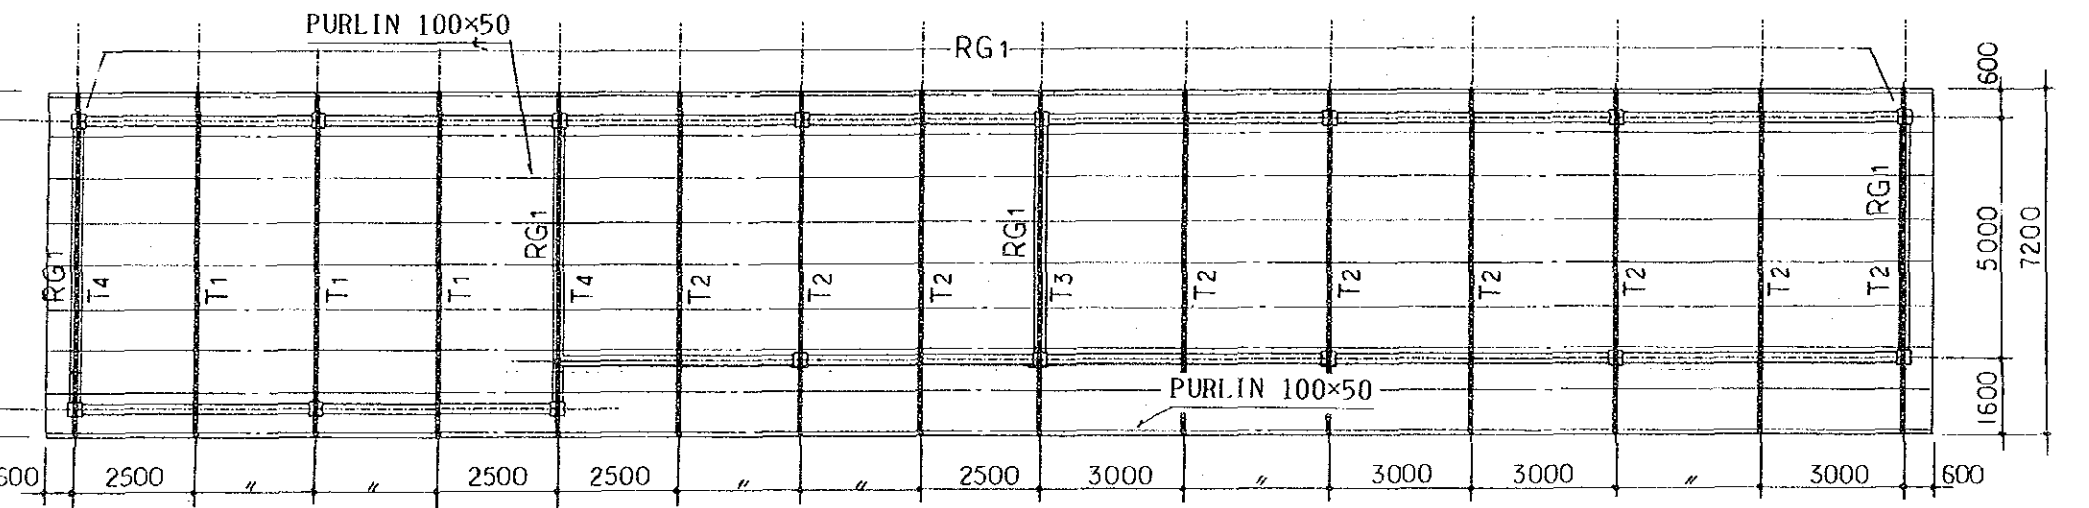 PURLIN 100×50
RG1
600
RG1
RG1
RG1
RG1
5000
7200
T4
T1
T1
T1
T4
T2
T2
T2
T3
T2
T2
T2
T2
T2
T2
PURLIN 100×50
1600
600
2500
〃
〃
2500
2500
〃
〃
2500
3000
〃
3000
3000
〃
3000
600